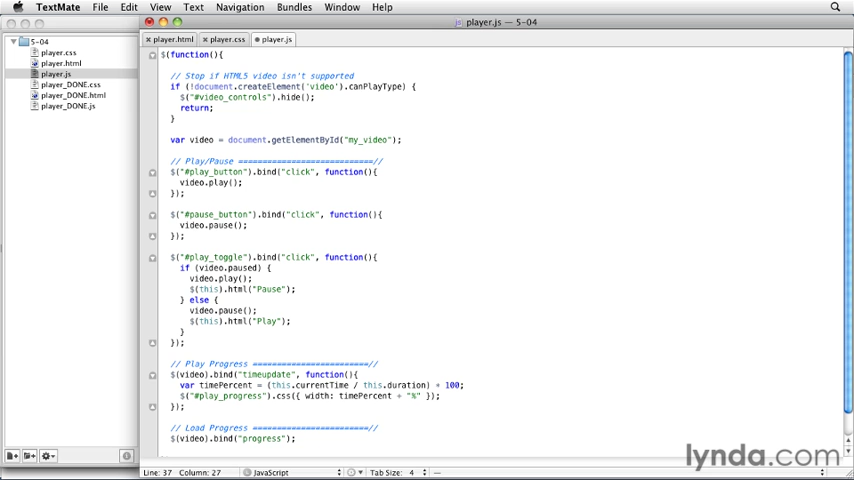 TextMate File Edit View Text Navigation Bundles Window Help
player.js — 5-04
5-04
player.css
player.html
player.js
player_DONE.css
player_DONE.html
player_DONE.js
player.html player.css player.js
$(function(){
// Stop if HTML5 video isn't supported
if (!document.createElement('video').canPlayType) {
$("#video_controls").hide();
return;
}
var video = document.getElementById("my_video");
// Play/Pause ============================//
$("#play_button").bind("click", function(){
video.play();
});
$("#pause_button").bind("click", function(){
video.pause();
});
$("#play_toggle").bind("click", function(){
if (video.paused) {
video.play();
$(this).html("Pause");
} else {
video.pause();
$(this).html("Play");
}
});
// Play Progress ========================//
$(video).bind("timeupdate", function(){
var timePercent = (this.currentTime / this.duration) * 100;
$("#play_progress").css({ width: timePercent + "%" });
});
// Load Progress ========================//
$(video).bind("progress");
lynda.com
Line: 37 Column: 27 JavaScript Tab Size: 4 —